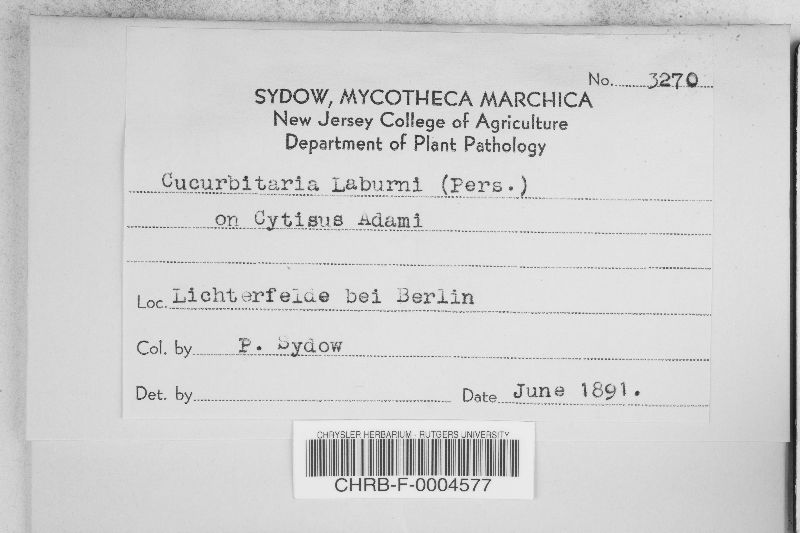 No. 3270
SYDOW, MYCOTHECA MARCHICA
New Jersey College of Agriculture
Department of Plant Pathology
Cucurbitaria Laburni (Pers.)
on Cytisus Adami
Loc. Lichterfelde bei Berlin
Col. by P. Sydow
Det. by
Date June 1891.
CHRYSLER HERBARIUM - RUTGERS UNIVERSITY
CHRB-F-0004577